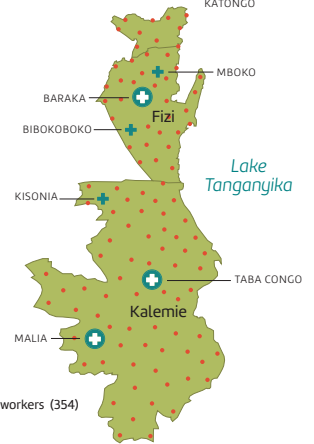 KATONGO
MBOKO
BARAKA
Fizi
BIBOKOBOKO
Lake
Tanganyika
KISONIA
TABA CONGO
Kalemie
MALIA
workers (354)